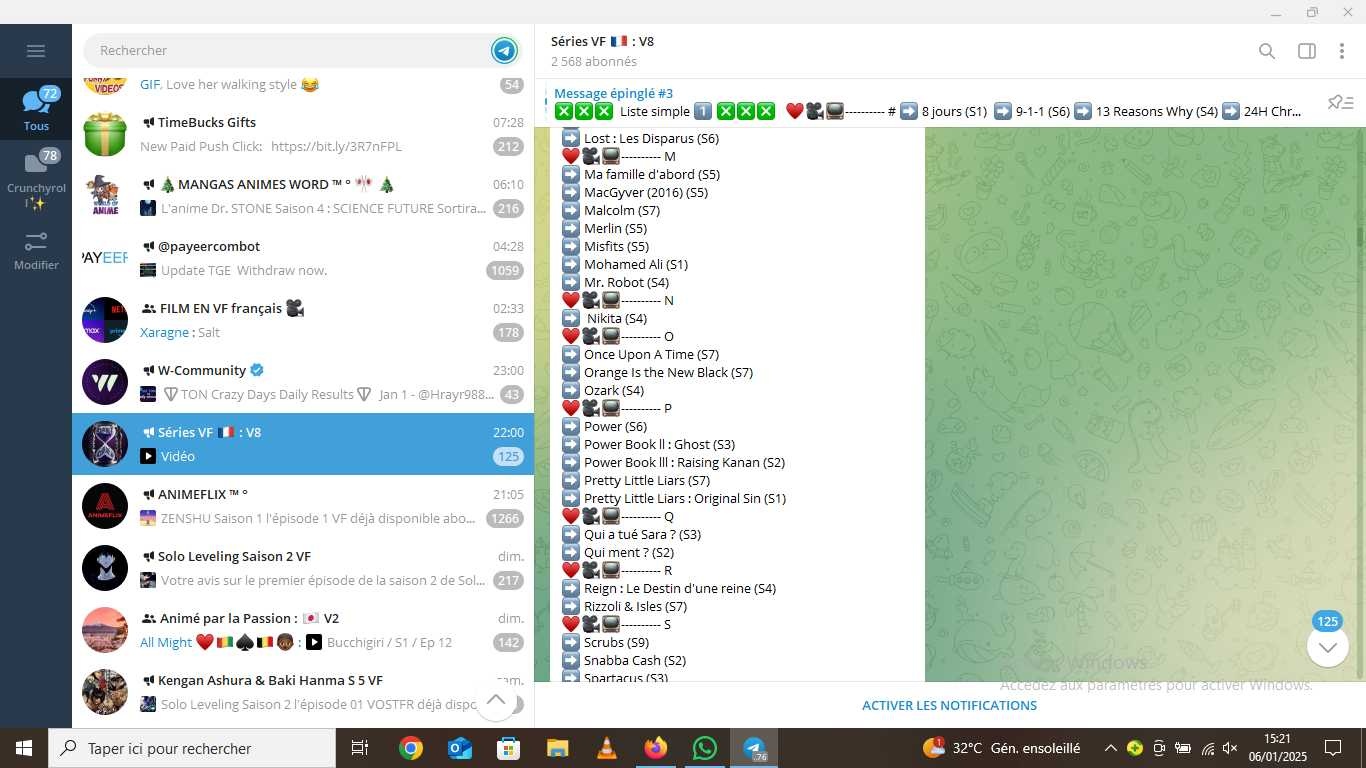 Rechercher
72
Tous
78
Crunchyrol
l✨
Modifier
FUNNY
VIDEOS
GIF, Love her walking style 😂
54
TimeBucks Gifts
07:28
New Paid Push Click: https://bit.ly/3R7nFPL
212
🎄 MANGAS ANIMES WORD ™ ° 🎌 🎄
06:10
WORLD OF
ANIME
L'anime Dr. STONE Saison 4 : SCIENCE FUTURE Sortira...
216
@payeercombot
04:28
PAYEER
Update TGE Withdraw now.
1059
FILM EN VF français 🎥
02:33
max
prime
Xaragne : Salt
178
W-Community
23:00
TON Crazy Days Daily Results Jan 1 - @Hrayr988...
43
Séries VF 🇫🇷 : V8
22:00
Vidéo
125
ANIMEFLIX ™ °
21:05
ANIMEFLIX
ZENSHU Saison 1 l'épisode 1 VF déjà disponible abo...
1266
Solo Leveling Saison 2 VF
dim.
Votre avis sur le premier épisode de la saison 2 de Sol...
217
Animé par la Passion : 🇯🇵 V2
dim.
All Might ❤️🇬🇳♠️🇧🇪🧔🏾 : Bucchigiri / S1 / Ep 12
142
Kengan Ashura & Baki Hanma S 5 VF
Solo Leveling Saison 2 l'épisode 01 VOSTFR déjà dispo
Séries VF 🇫🇷 : V8
2 568 abonnés
Message épinglé #3
❎❎❎ Liste simple 1️⃣ ❎❎❎ ❤️🎥📺---------- # ➡️ 8 jours (S1) ➡️ 9-1-1 (S6) ➡️ 13 Reasons Why (S4) ➡️ 24H Chr...
➡️ Lost : Les Disparus (S6)
❤️🎥📺---------- M
➡️ Ma famille d'abord (S5)
➡️ MacGyver (2016) (S5)
➡️ Malcolm (S7)
➡️ Merlin (S5)
➡️ Misfits (S5)
➡️ Mohamed Ali (S1)
➡️ Mr. Robot (S4)
❤️🎥📺---------- N
➡️ Nikita (S4)
❤️🎥📺---------- O
➡️ Once Upon A Time (S7)
➡️ Orange Is the New Black (S7)
➡️ Ozark (S4)
❤️🎥📺---------- P
➡️ Power (S6)
➡️ Power Book ll : Ghost (S3)
➡️ Power Book lll : Raising Kanan (S2)
➡️ Pretty Little Liars (S7)
➡️ Pretty Little Liars : Original Sin (S1)
❤️🎥📺---------- Q
➡️ Qui a tué Sara ? (S3)
➡️ Qui ment ? (S2)
❤️🎥📺---------- R
➡️ Reign : Le Destin d'une reine (S4)
➡️ Rizzoli & Isles (S7)
❤️🎥📺---------- S
➡️ Scrubs (S9)
➡️ Snabba Cash (S2)
➡️ Spartacus (S3)
125
Windows
Accédez aux paramètres pour activer Windows.
ACTIVER LES NOTIFICATIONS
Taper ici pour rechercher
.76
1
32°C Gén. ensoleillé
15:21
06/01/2025